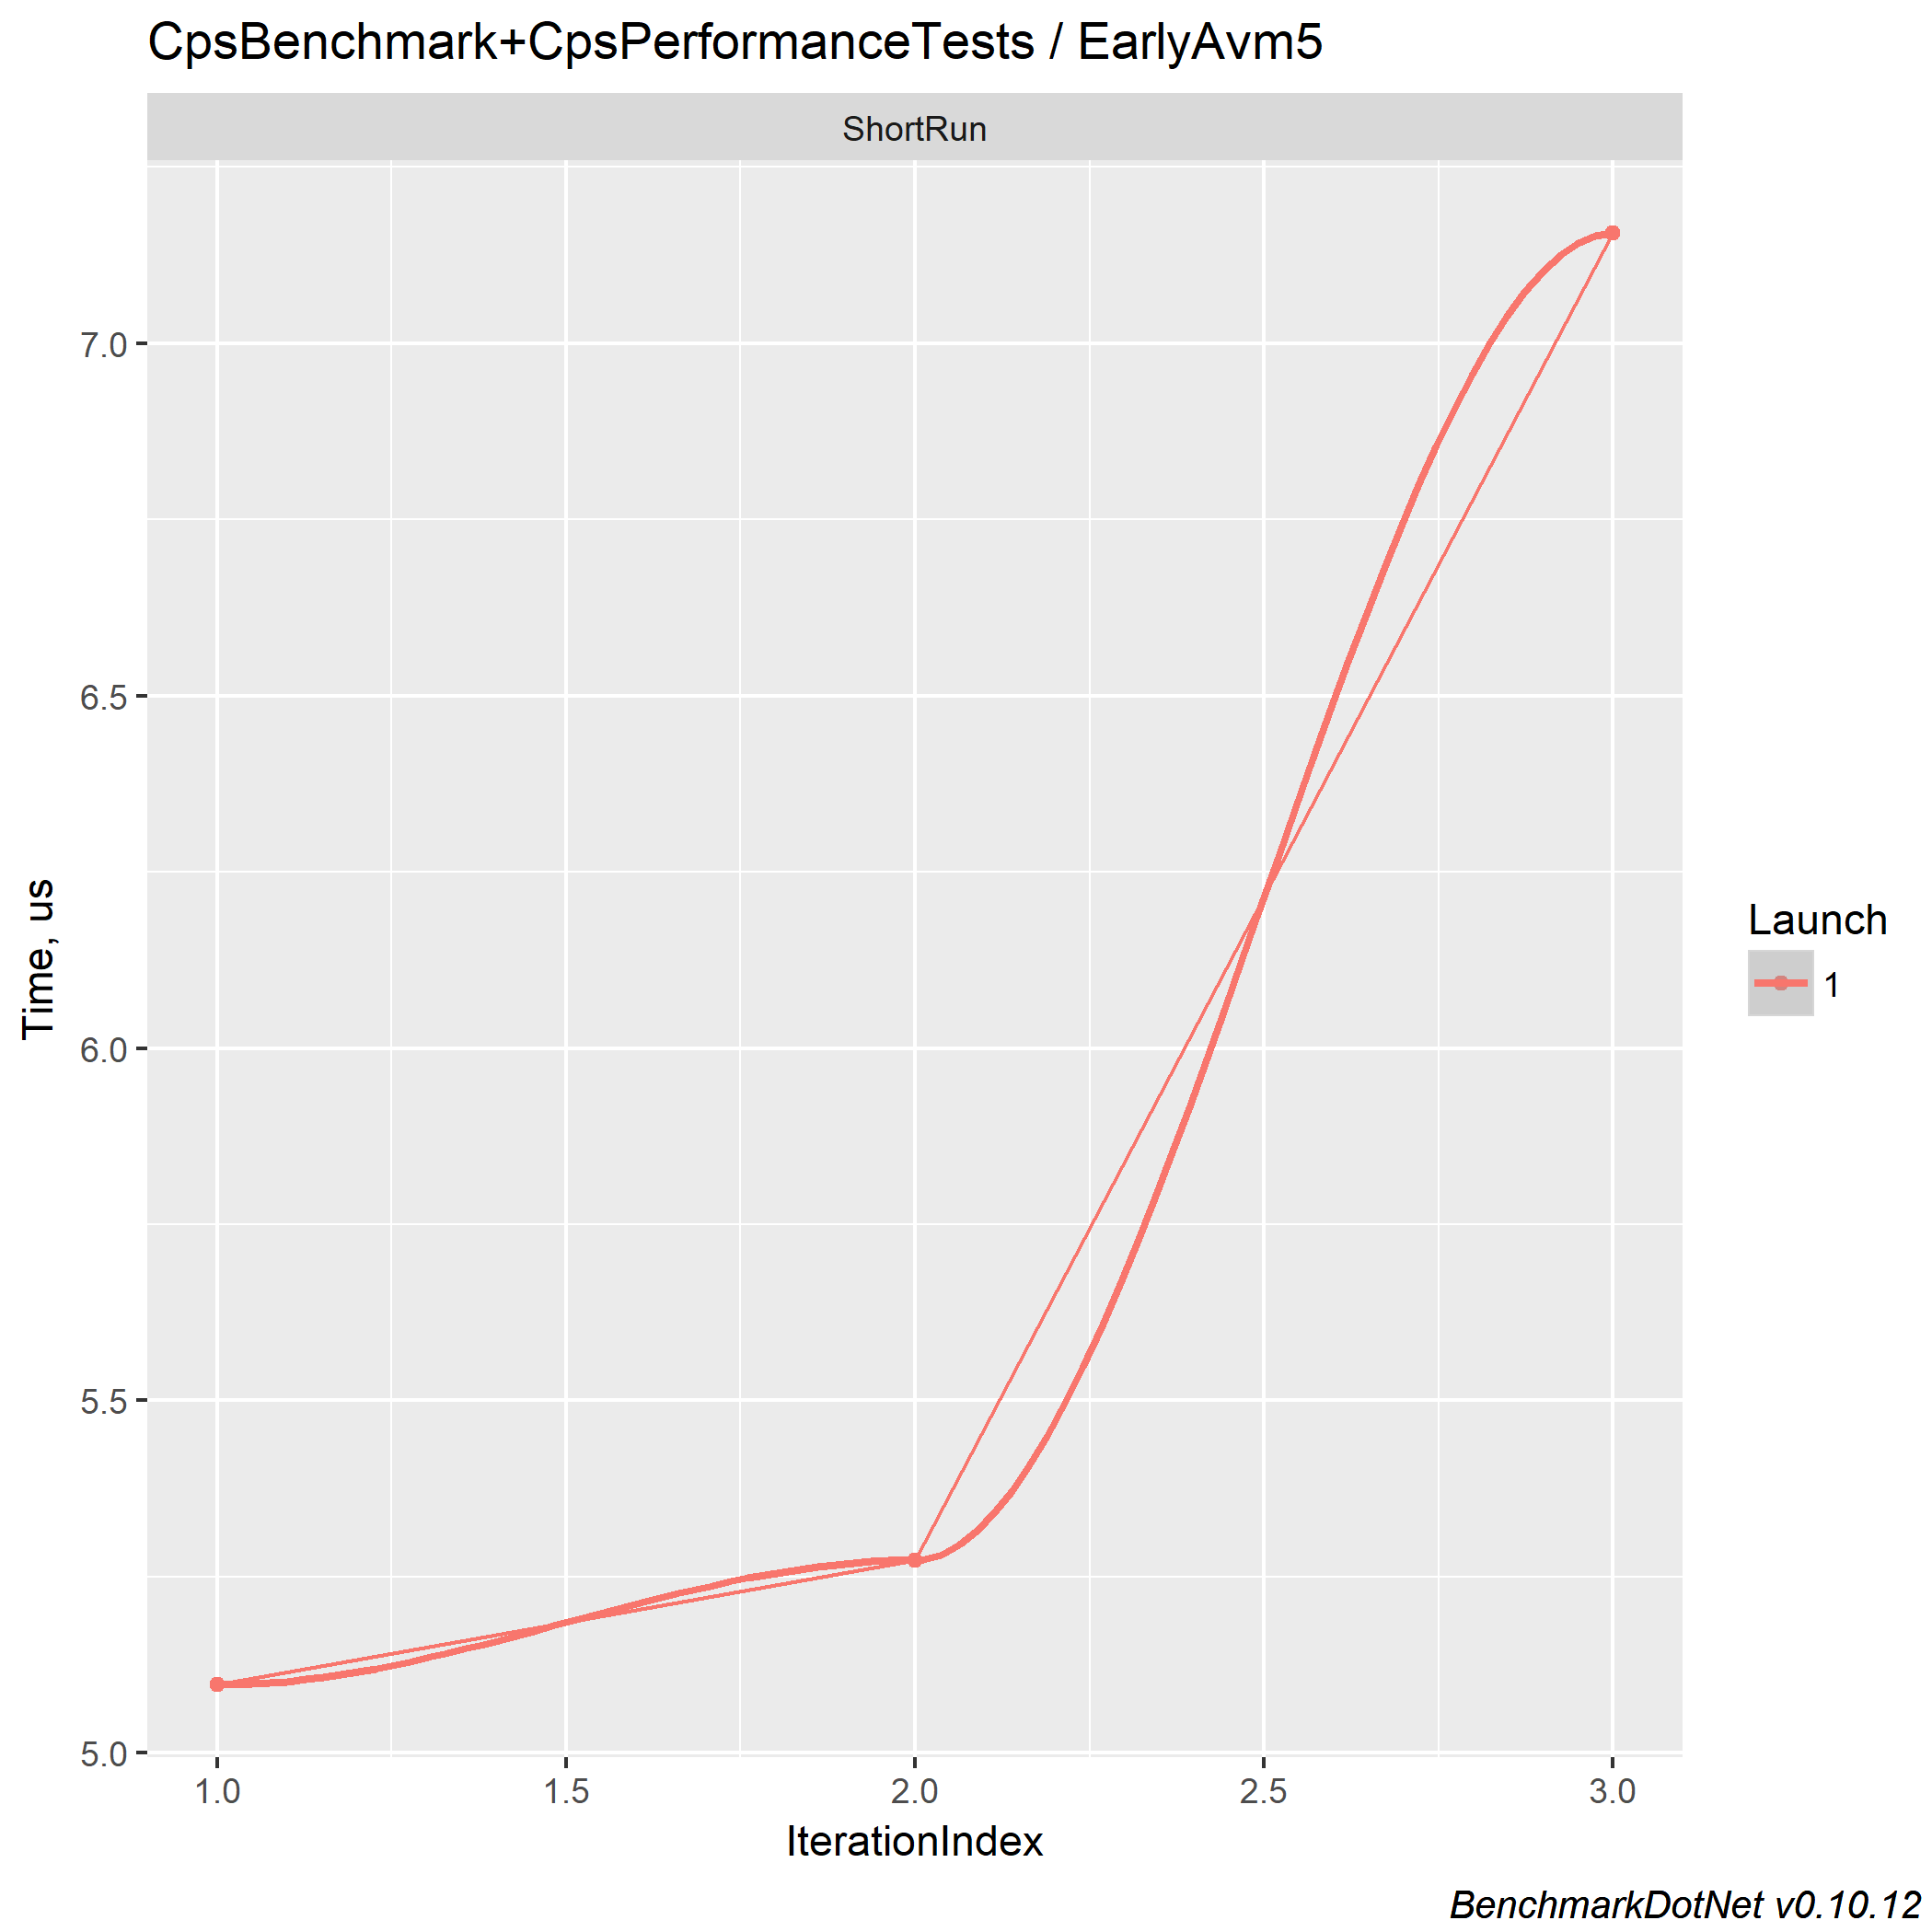 CpsBenchmark+CpsPerformanceTests / EarlyAvm5
ShortRun
7.0
6.5
6.0
5.5
5.0
Time, us
1.0 1.5 2.0 2.5 3.0
IterationIndex
Launch
1
BenchmarkDotNet v0.10.12